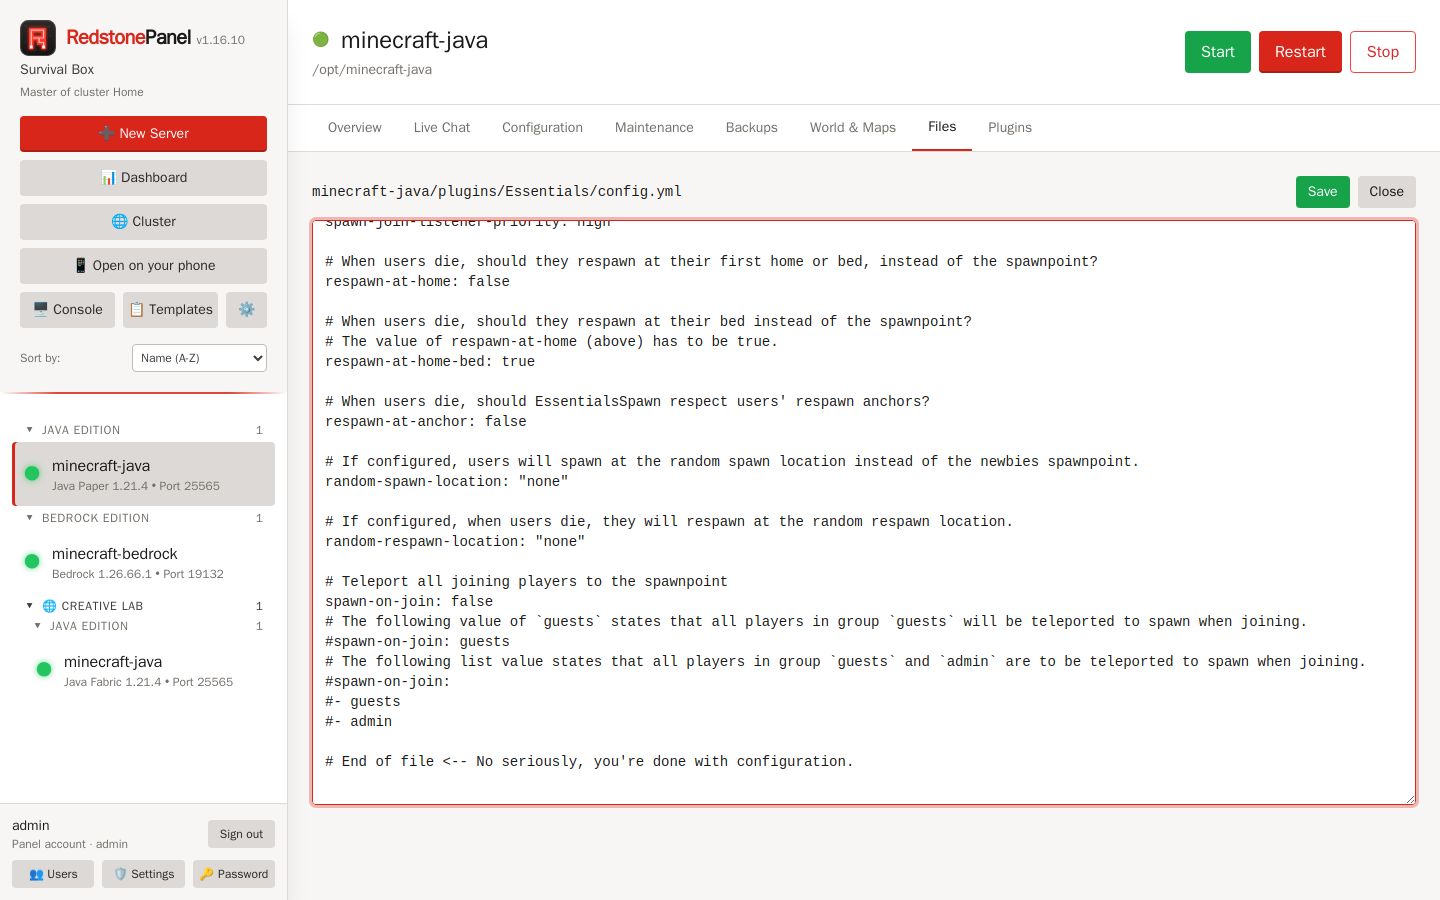 RedstonePanel v1.16.10
Survival Box
Master of cluster Home
New Server
Dashboard
Cluster
Open on your phone
Console
Templates
Sort by:
Name (A-Z)
JAVA EDITION 1
minecraft-java
Java Paper 1.21.4 • Port 25565
BEDROCK EDITION 1
minecraft-bedrock
Bedrock 1.26.66.1 • Port 19132
CREATIVE LAB 1
JAVA EDITION 1
minecraft-java
Java Fabric 1.21.4 • Port 25565
admin
Panel account · admin
Sign out
Users
Settings
Password
minecraft-java
/opt/minecraft-java
Start
Restart
Stop
Overview
Live Chat
Configuration
Maintenance
Backups
World & Maps
Files
Plugins
minecraft-java/plugins/Essentials/config.yml
Save
Close
spawn-join-listener-priority: high
# When users die, should they respawn at their first home or bed, instead of the spawnpoint?
respawn-at-home: false
# When users die, should they respawn at their bed instead of the spawnpoint?
# The value of respawn-at-home (above) has to be true.
respawn-at-home-bed: true
# When users die, should EssentialsSpawn respect users' respawn anchors?
respawn-at-anchor: false
# If configured, users will spawn at the random spawn location instead of the newbies spawnpoint.
random-spawn-location: "none"
# If configured, when users die, they will respawn at the random respawn location.
random-respawn-location: "none"
# Teleport all joining players to the spawnpoint
spawn-on-join: false
# The following value of `guests` states that all players in group `guests` will be teleported to spawn when joining.
#spawn-on-join: guests
# The following list value states that all players in group `guests` and `admin` are to be teleported to spawn when joining.
#spawn-on-join:
#- guests
#- admin
# End of file <-- No seriously, you're done with configuration.